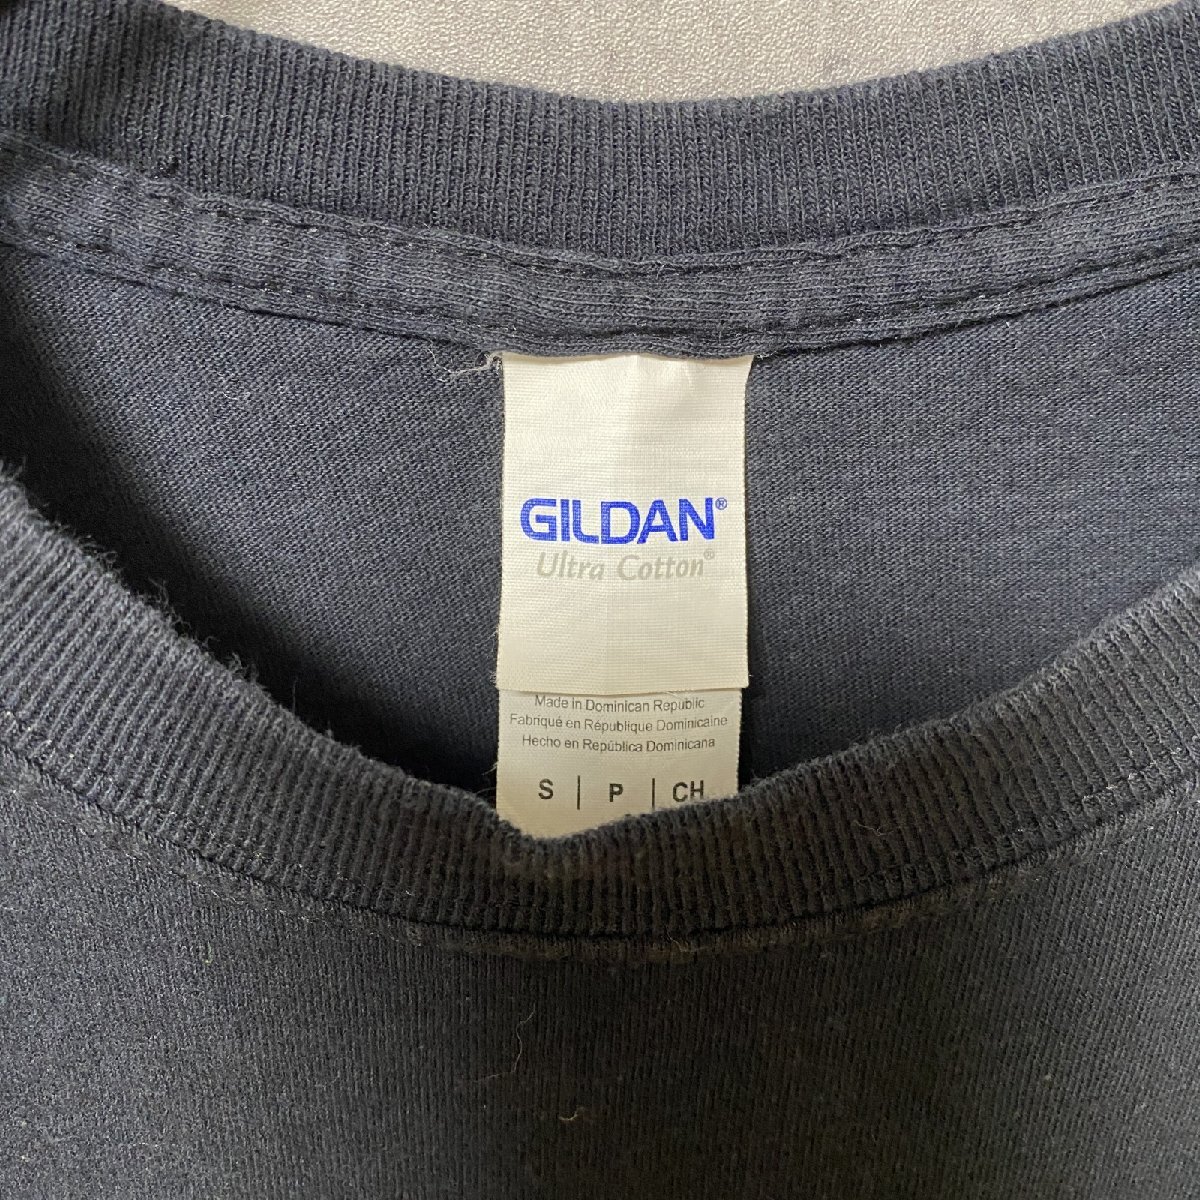 GILDAN®
Ultra Cotton®
Made in Dominican Republic
Fabriqué en République Dominicaine
Hecho en República Dominicana
S | P | CH